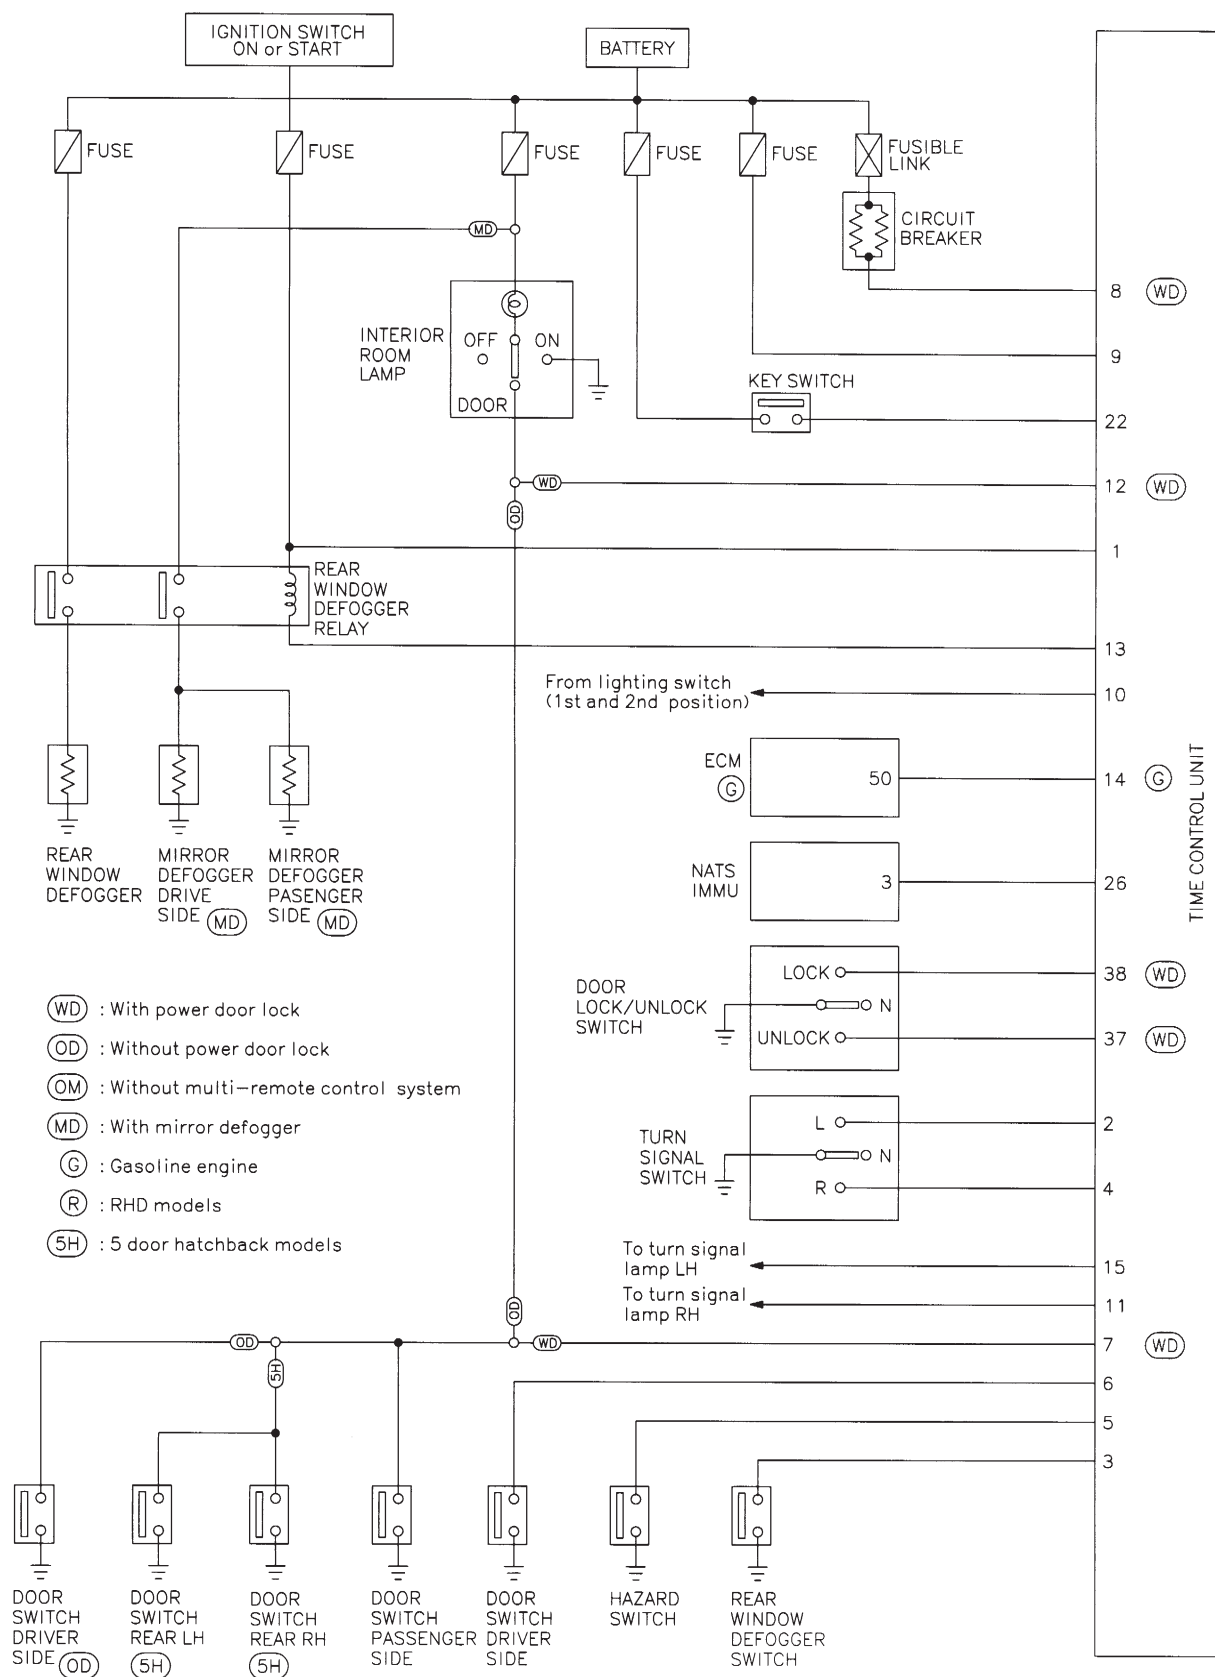 IGNITION SWITCH
ON or START
BATTERY
FUSE
FUSE
FUSE
FUSE
FUSE
FUSIBLE
LINK
CIRCUIT
BREAKER
MD
8 WD
INTERIOR
ROOM
LAMP
OFF
ON
DOOR
9
KEY SWITCH
22
WD
12 WD
OD
1
REAR
WINDOW
DEFOGGER
RELAY
13
From lighting switch
(1st and 2nd position)
10
ECM
G
50
14 G
TIME CONTROL UNIT
NATS
IMMU
3
26
REAR
WINDOW
DEFOGGER
MIRROR
DEFOGGER
DRIVE
SIDE MD
MIRROR
DEFOGGER
PASENGER
SIDE MD
DOOR
LOCK/UNLOCK
SWITCH
LOCK
N
UNLOCK
38 WD
37 WD
WD : With power door lock
OD : Without power door lock
OM : Without multi-remote control system
MD : With mirror defogger
G : Gasoline engine
R : RHD models
5H : 5 door hatchback models
TURN
SIGNAL
SWITCH
L
N
R
2
4
To turn signal
lamp LH
15
To turn signal
lamp RH
11
OD
OD
WD
7 WD
5H
6
5
3
DOOR
SWITCH
DRIVER
SIDE OD
DOOR
SWITCH
REAR LH
5H
DOOR
SWITCH
REAR RH
5H
DOOR
SWITCH
PASSENGER
SIDE
DOOR
SWITCH
DRIVER
SIDE
HAZARD
SWITCH
REAR
WINDOW
DEFOGGER
SWITCH